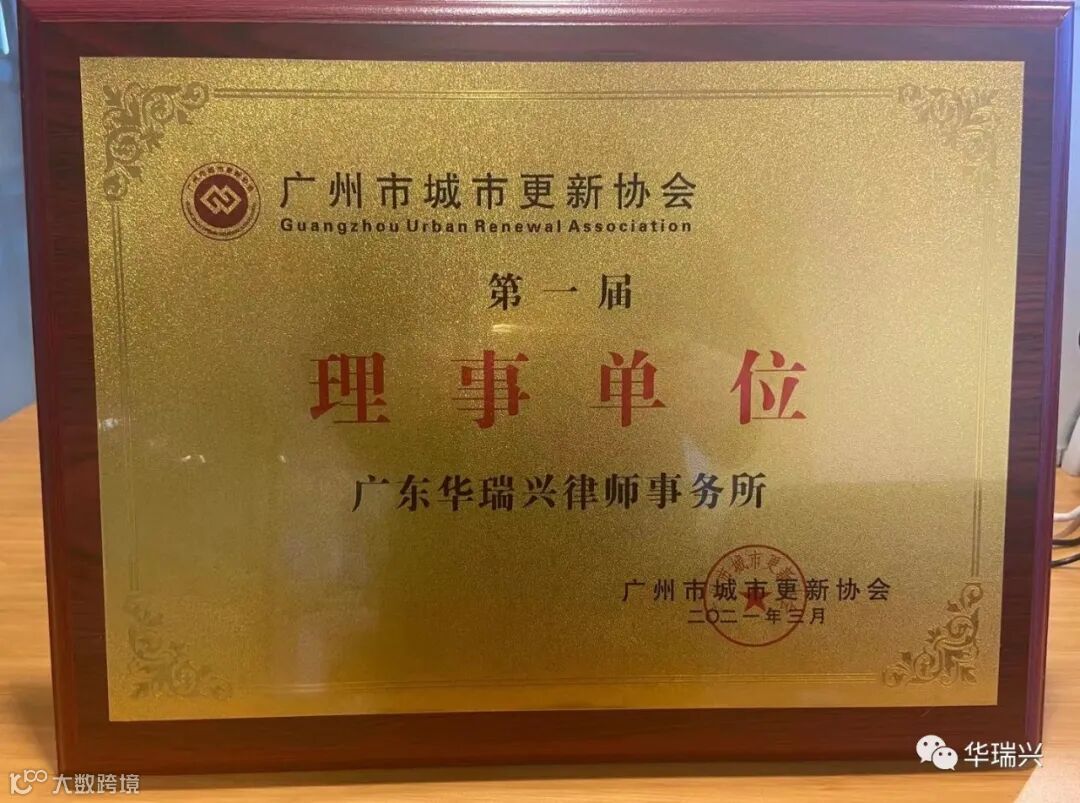 广州市城市更新协会
Guangzhou Urban Renewal Association
第一届
理事单位
广东华瑞兴律师事务所
广州市城市更新协会
二〇二一年三月
华瑞兴
大数跨境